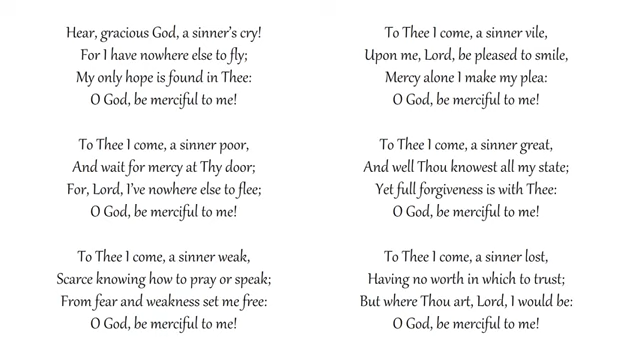 Hear, gracious God, a sinner's cry!
For I have nowhere else to fly;
My only hope is found in Thee:
O God, be merciful to me!
To Thee I come, a sinner poor,
And wait for mercy at Thy door;
For, Lord, I've nowhere else to flee;
O God, be merciful to me!
To Thee I come, a sinner weak,
Scarce knowing how to pray or speak;
From fear and weakness set me free:
O God, be merciful to me!
To Thee I come, a sinner vile,
Upon me, Lord, be pleased to smile,
Mercy alone I make my plea:
O God, be merciful to me!
To Thee I come, a sinner great,
And well Thou knowest all my state;
Yet full forgiveness is with Thee:
O God, be merciful to me!
To Thee I come, a sinner lost,
Having no worth in which to trust;
But where Thou art, Lord, I would be:
O God, be merciful to me!